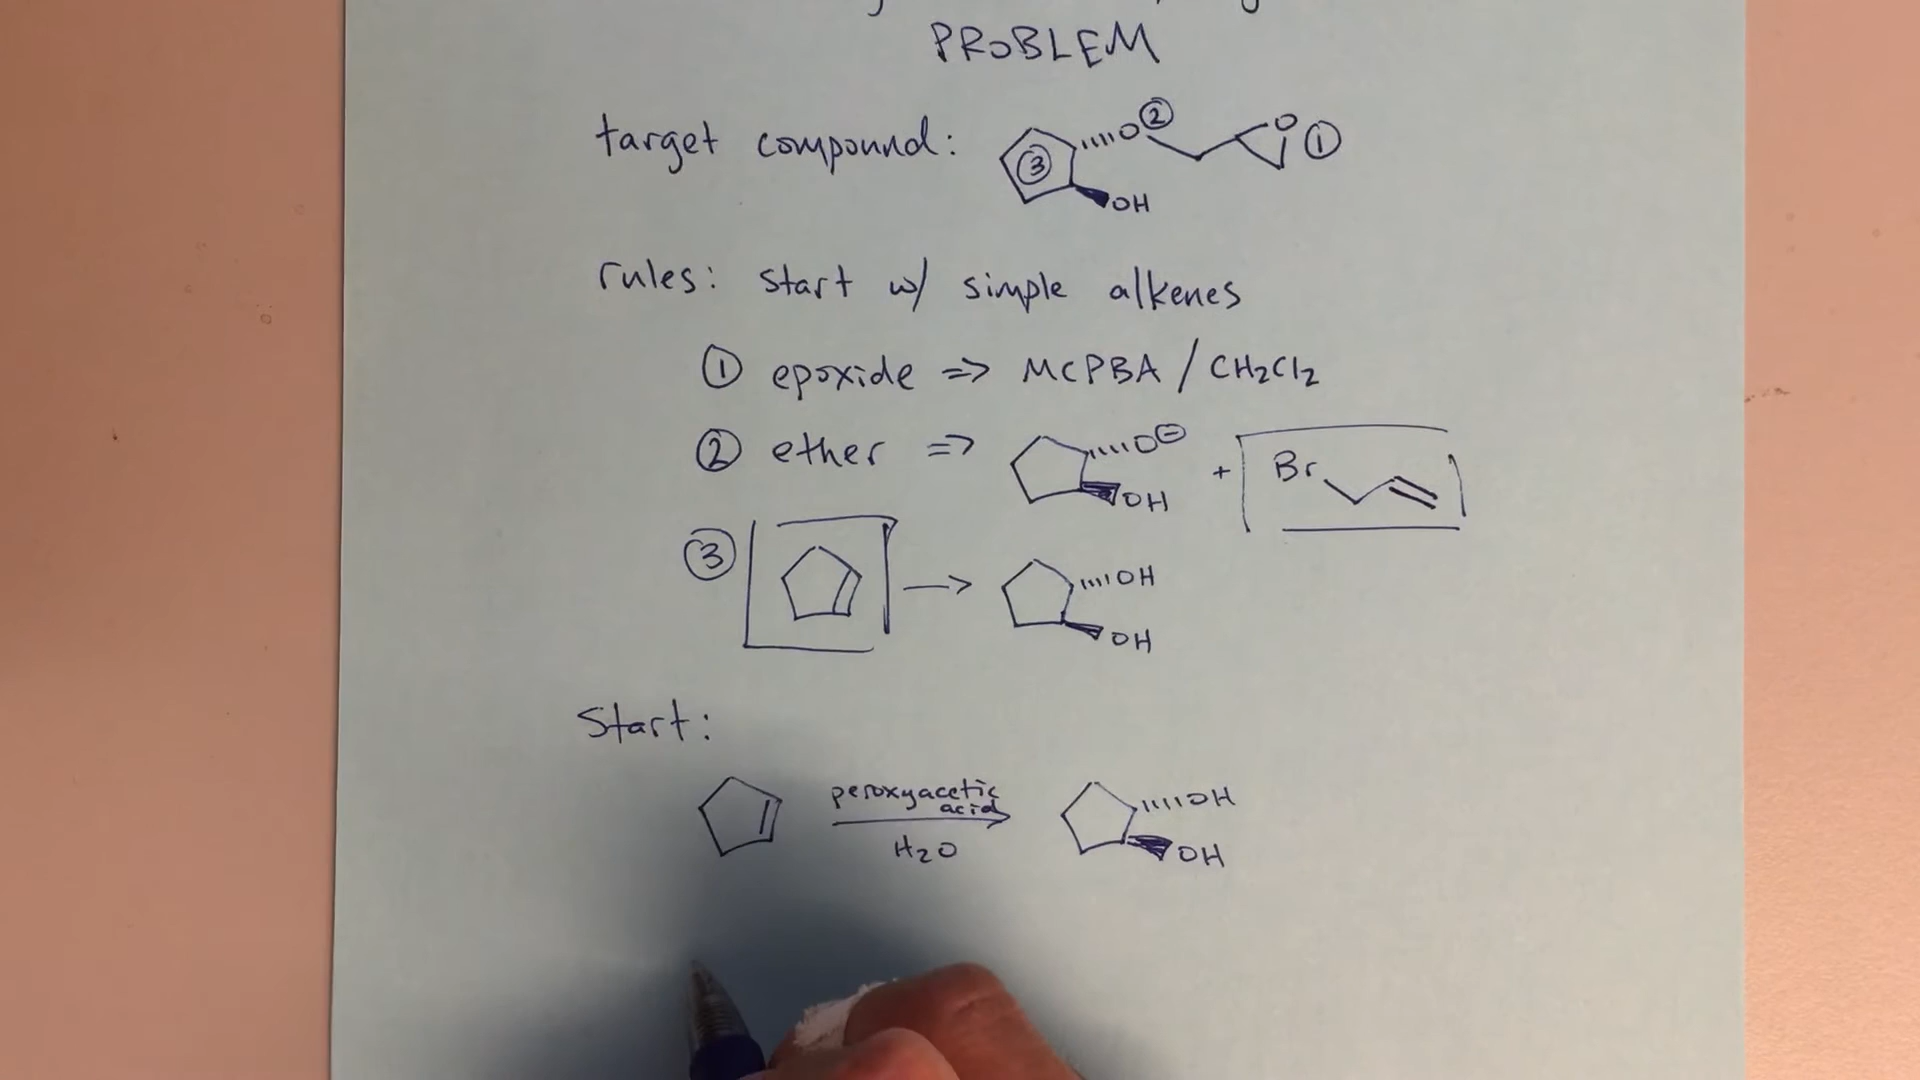 PROBLEM
target compound: ③ O ② O ① OH
rules: start w/ simple alkenes
① epoxide => MCPBA / CH₂Cl₂
② ether => O⊖ OH + Br
③ → OH OH
Start:
peroxyacetic acid H₂O OH OH